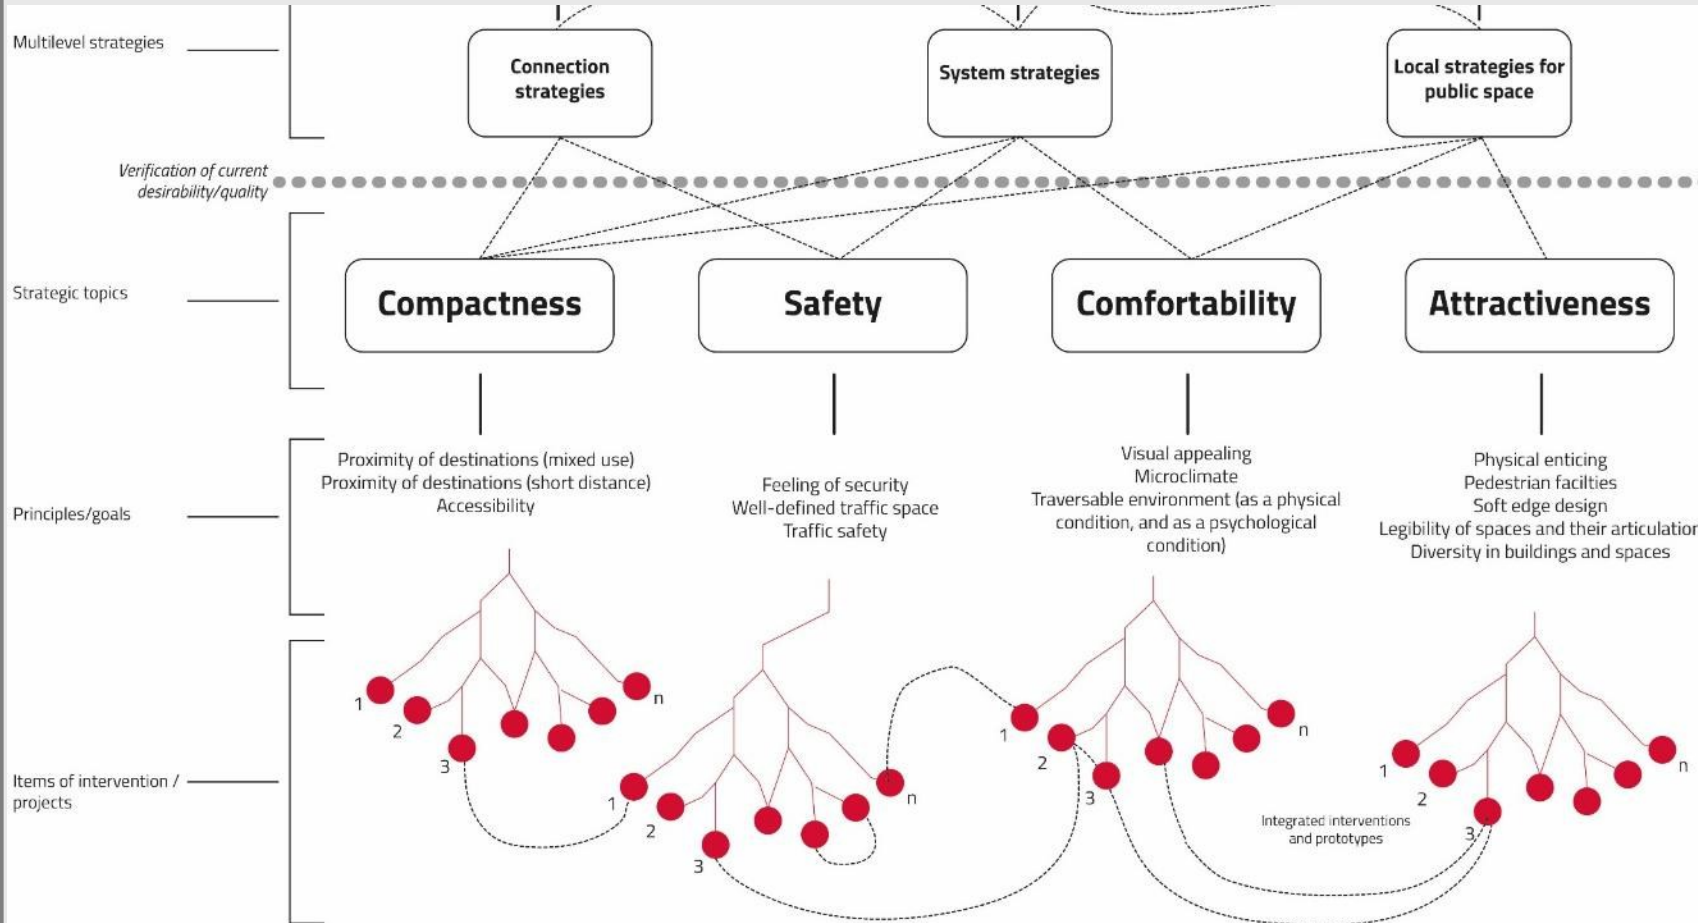 Multilevel strategies
Connection
strategies
System strategies
Local strategies for
public space
Verification of current
desirability/quality
Strategic topics
Compactness
Safety
Comfortability
Attractiveness
Principles/goals
Proximity of destinations (mixed use)
Proximity of destinations (short distance)
Accessibility
Feeling of security
Well-defined traffic space
Traffic safety
Visual appealing
Microclimate
Traversable environment (as a physical
condition, and as a psychological
condition)
Physical enticing
Pedestrian facilties
Soft edge design
Legibility of spaces and their articulation
Diversity in buildings and spaces
Items of intervention /
projects
1
2
3
n
1
2
3
n
1
2
3
n
1
2
3
n
Integrated interventions
and prototypes